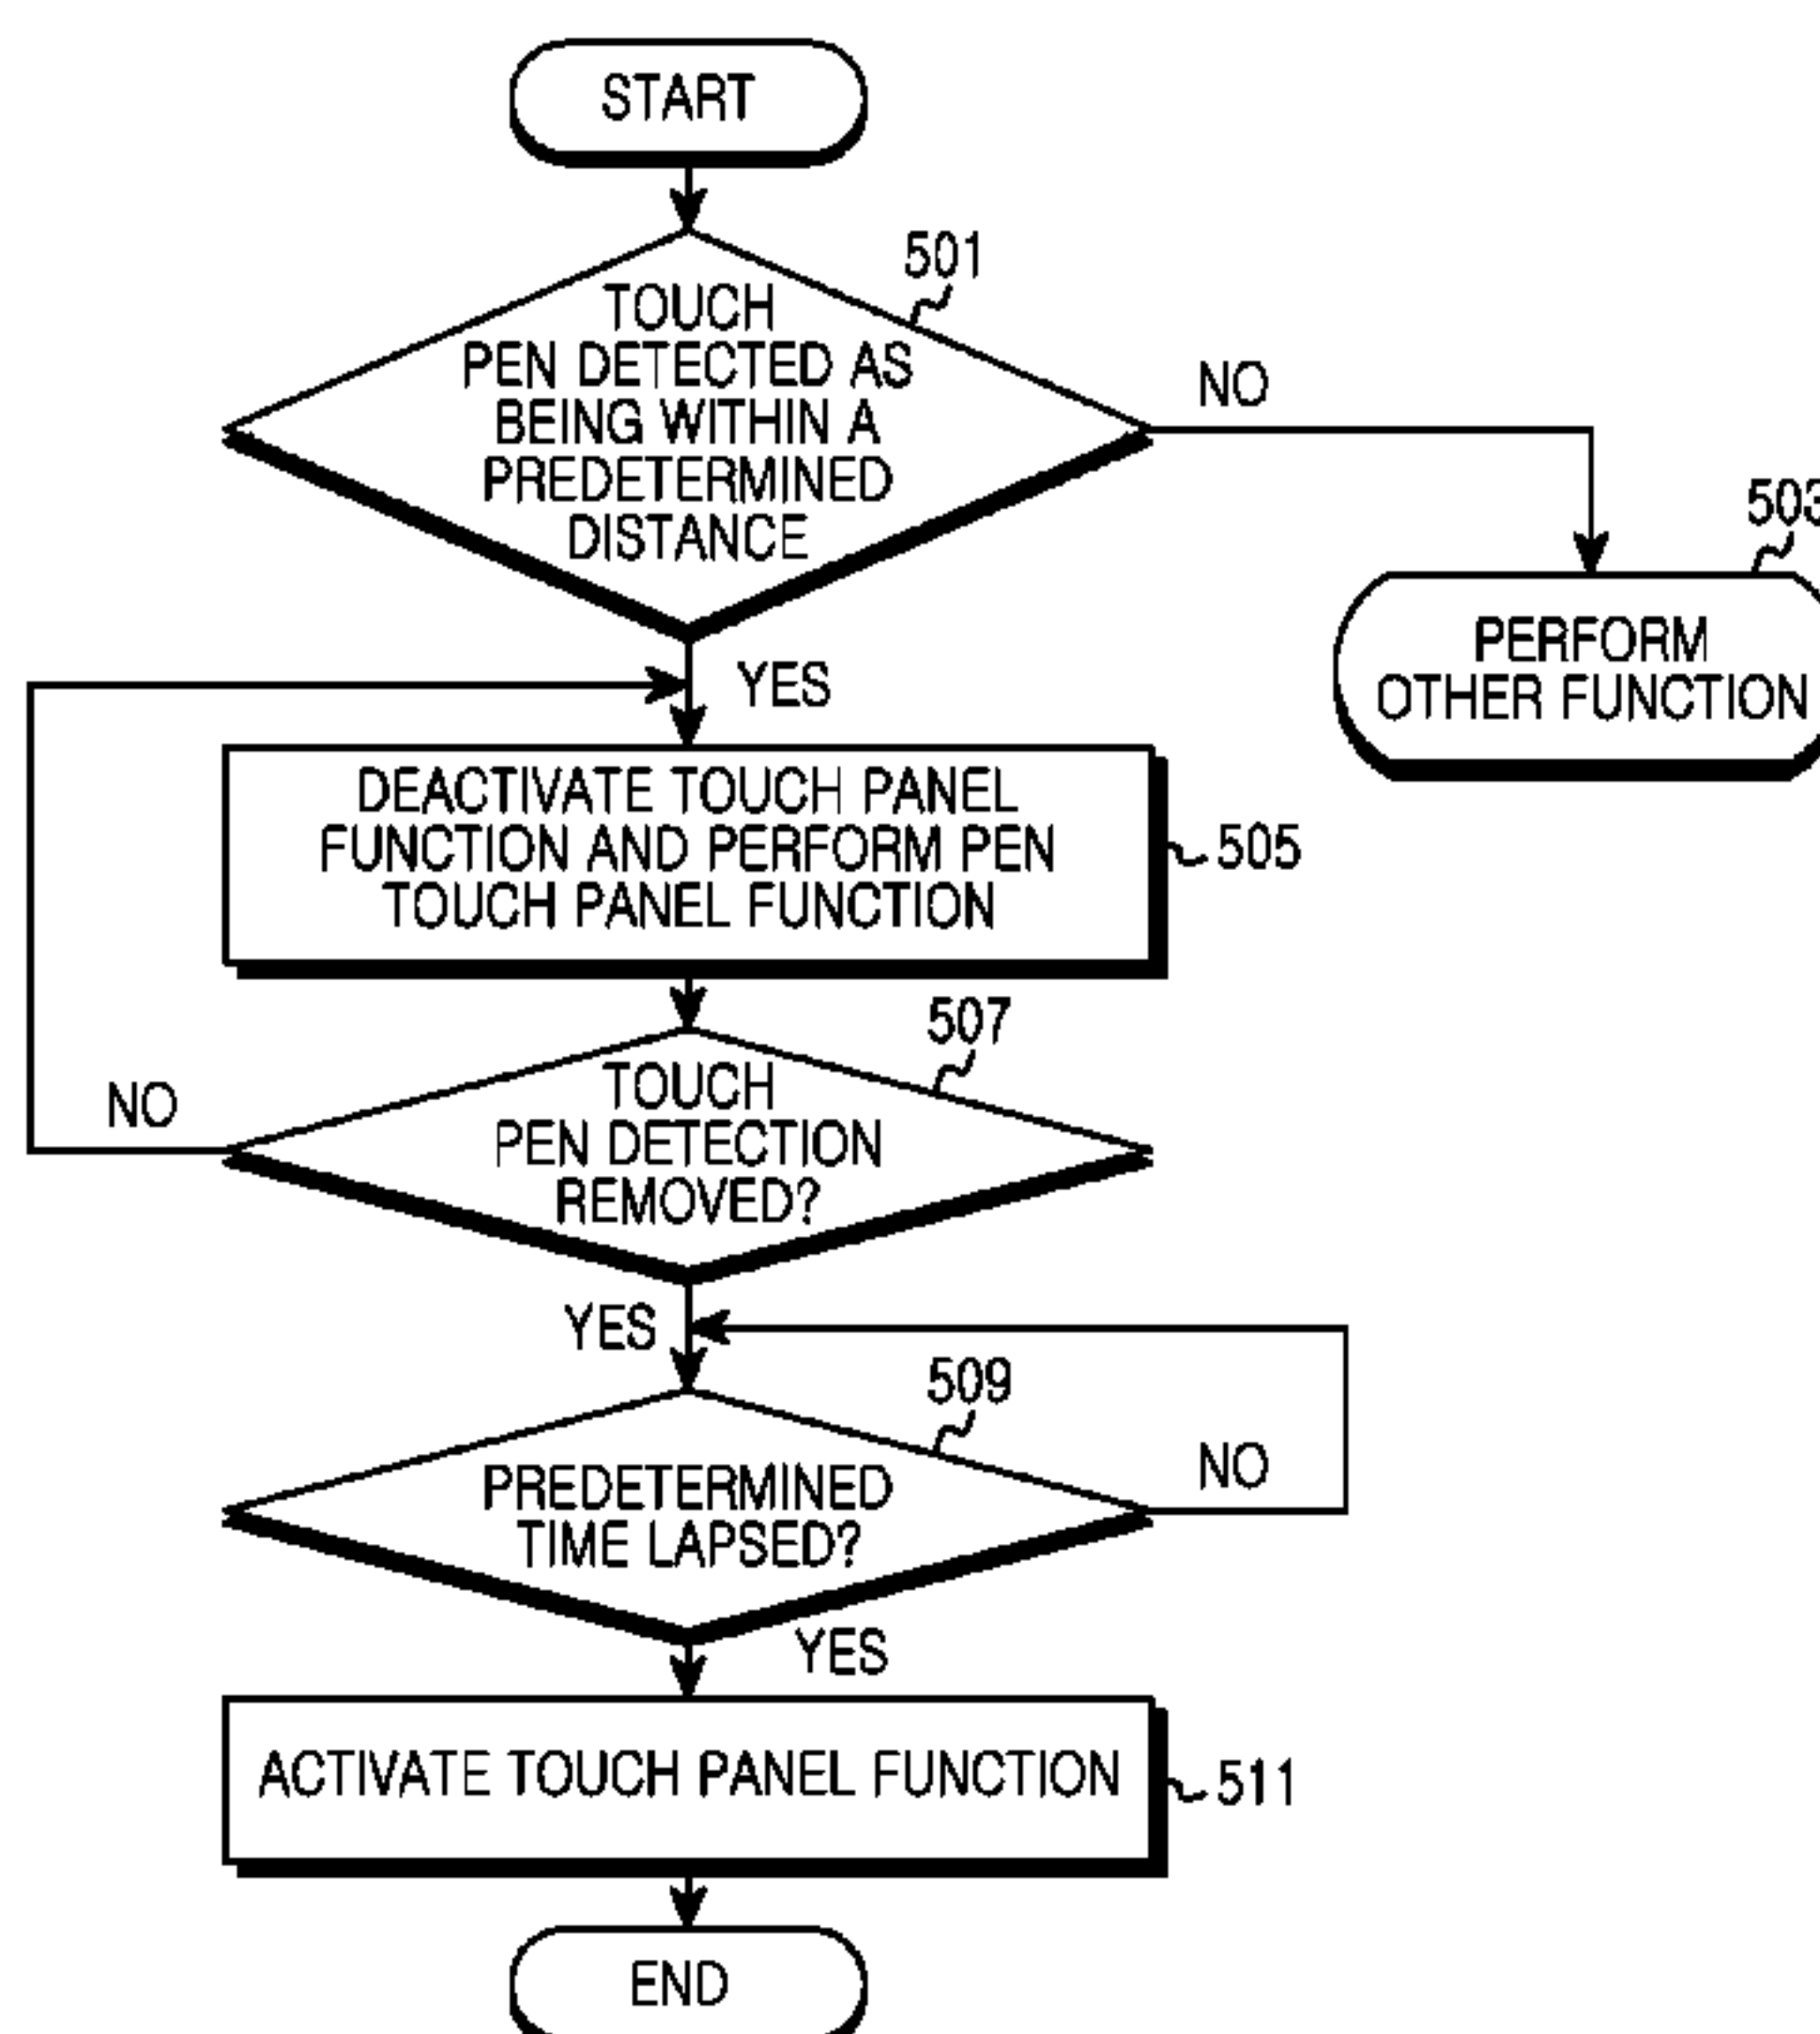 START
501
TOUCH
PEN DETECTED AS
BEING WITHIN A
PREDETERMINED
DISTANCE
NO
503
PERFORM
OTHER FUNCTION
YES
DEACTIVATE TOUCH PANEL
FUNCTION AND PERFORM PEN
TOUCH PANEL FUNCTION
505
507
TOUCH
PEN DETECTION
REMOVED?
NO
YES
509
PREDETERMINED
TIME LAPSED?
NO
YES
ACTIVATE TOUCH PANEL FUNCTION
511
END